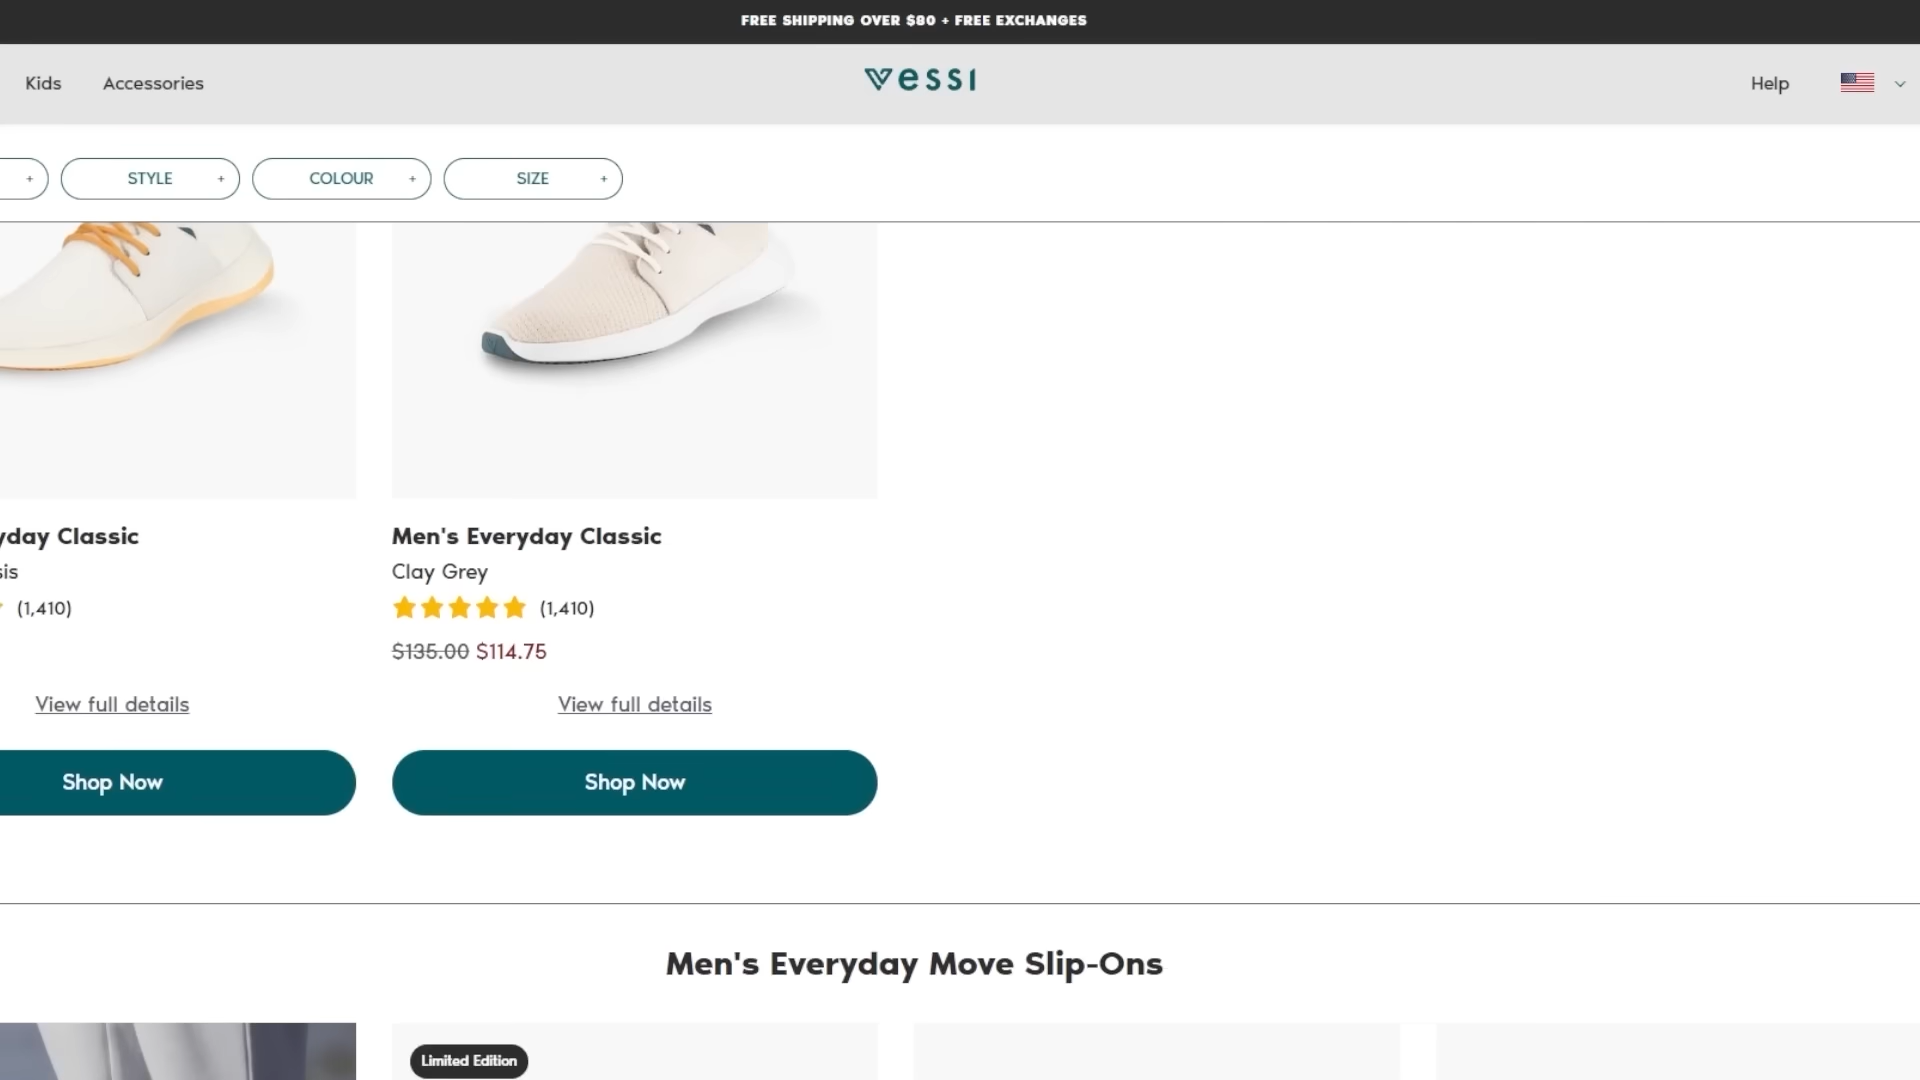 FREE SHIPPING OVER $80 + FREE EXCHANGES
Kids
Accessories
vessi
Help
+
STYLE +
COLOUR +
SIZE +
yday Classic
sis
(1,410)
View full details
Shop Now
Men's Everyday Classic
Clay Grey
(1,410)
$135.00 $114.75
View full details
Shop Now
Men's Everyday Move Slip-Ons
Limited Edition